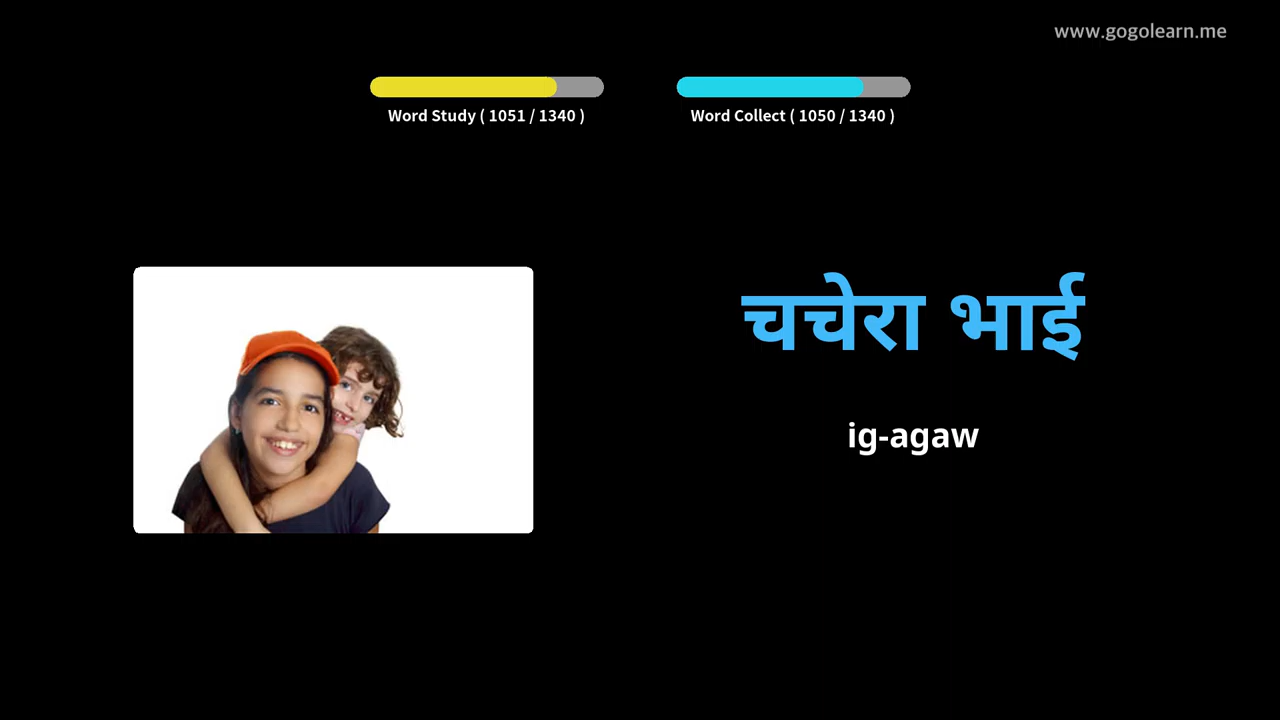 www.gogolearn.me
Word Study ( 1051 / 1340 )
Word Collect ( 1050 / 1340 )
चचेरा भाई
ig-agaw